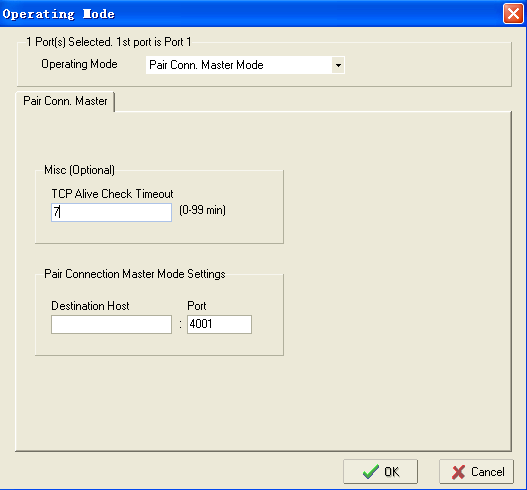 Operating Mode
1 Port(s) Selected. 1st port is Port 1
Operating Mode Pair Conn. Master Mode
Pair Conn. Master
Misc (Optional)
TCP Alive Check Timeout
7 (0-99 min)
Pair Connection Master Mode Settings
Destination Host Port
: 4001
OK Cancel